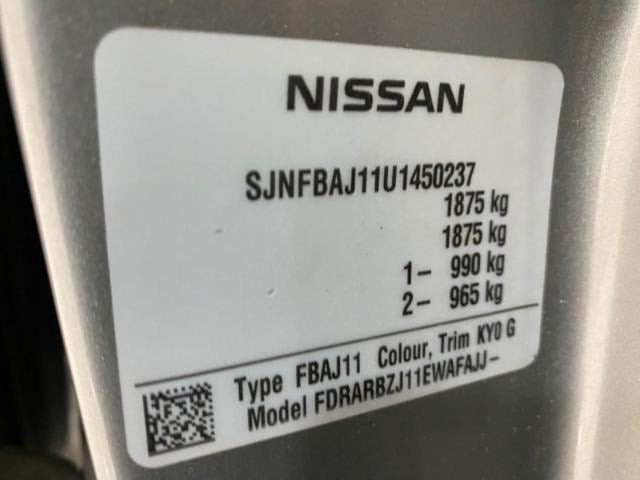 NISSAN
SJNFBAJ11U1450237
1875 kg
1875 kg
1– 990 kg
2– 965 kg
Type FBAJ11 Colour, Trim KY0 G
Model FDRARBZJ11EWAFAJJ–